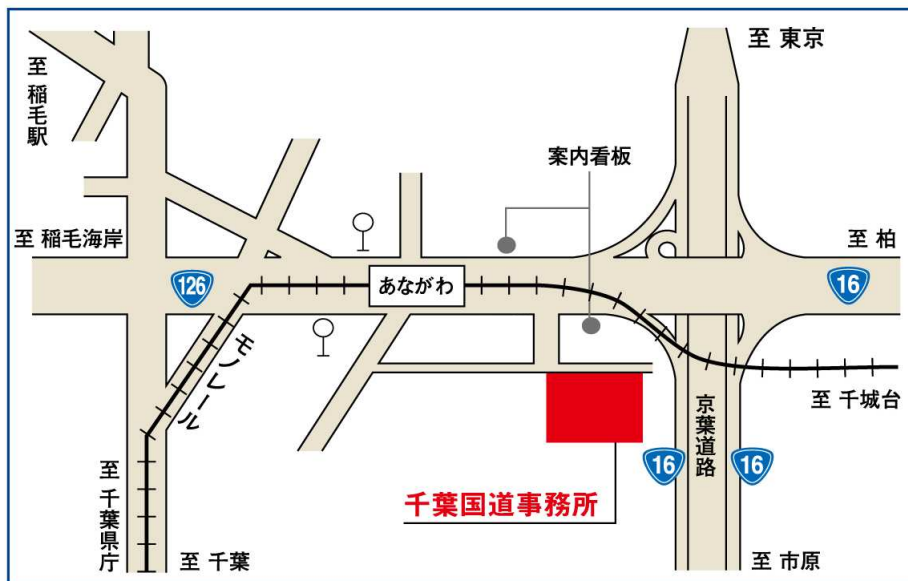 至 東京
至 稲毛駅
案内看板
至 稲毛海岸
至 柏
126
あながわ
16
モノレール
至 千城台
京葉道路
16
16
至 千葉県庁
千葉国道事務所
至 千葉
至 市原